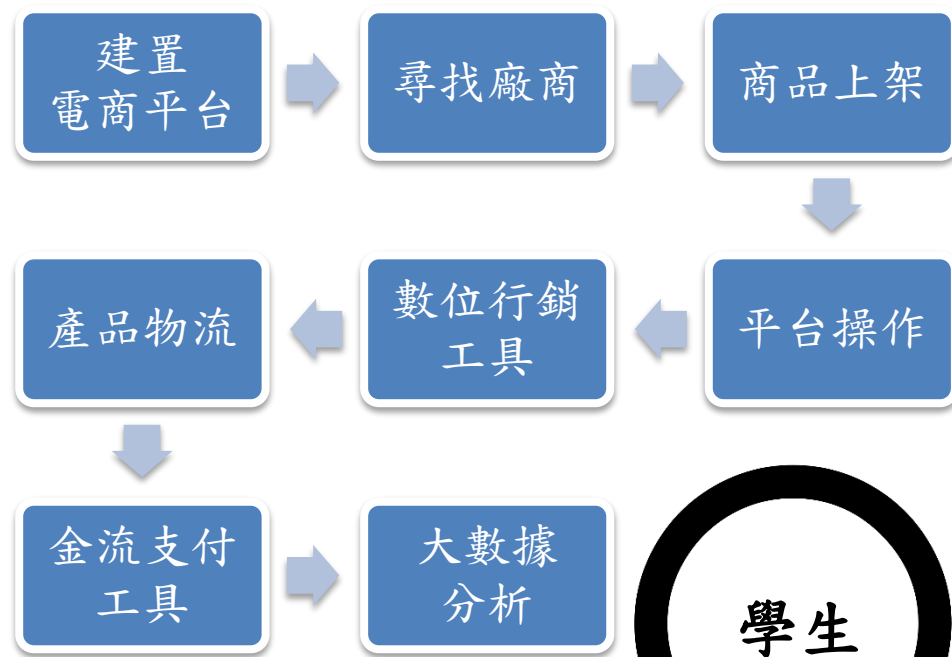 建置
電商平台
尋找廠商
商品上架
平台操作
數位行銷
工具
產品物流
金流支付
工具
大數據
分析
學生